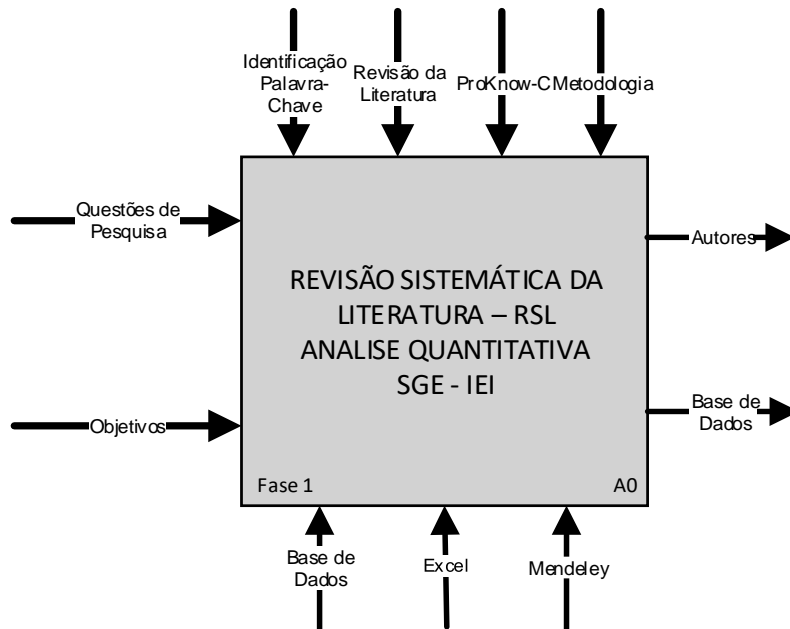 Identificação
Palavra-
Chave
Revisão da
Literatura
ProKnow-C
Metodologia
Questões de
Pesquisa
Objetivos
REVISÃO SISTEMÁTICA DA
LITERATURA – RSL
ANALISE QUANTITATIVA
SGE - IEI
Fase 1
A0
Autores
Base de
Dados
Base de
Dados
Excel
Mendeley